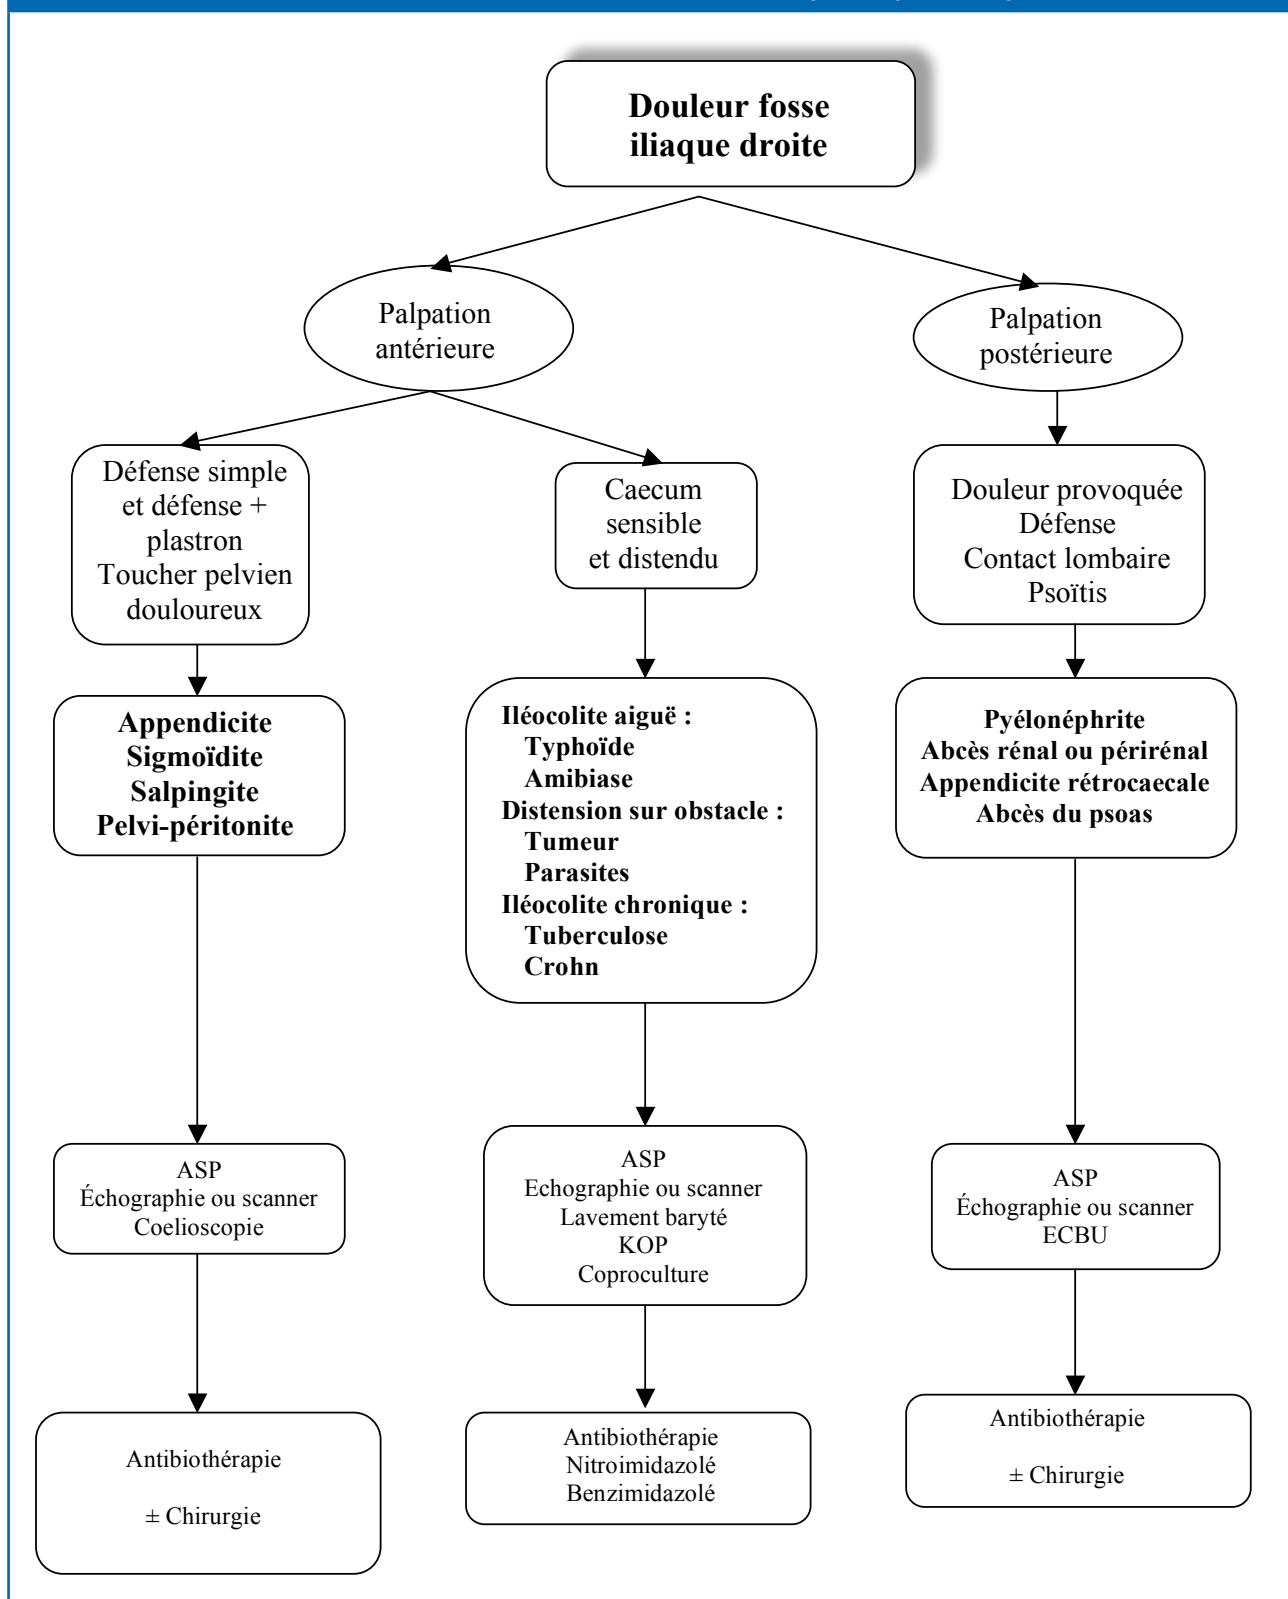 Douleur fosse
iliaque droite
Palpation
antérieure
Palpation
postérieure
Défense simple
et défense +
plastron
Toucher pelvien
douloureux
Caecum
sensible
et distendu
Douleur provoquée
Défense
Contact lombaire
Psoïtis
Appendicite
Sigmoïdite
Salpingite
Pelvi-péritonite
Iléocolite aiguë :
Typhoïde
Amibiase
Distension sur obstacle :
Tumeur
Parasites
Iléocolite chronique :
Tuberculose
Crohn
Pyélonéphrite
Abcès rénal ou périrénal
Appendicite rétrocaecale
Abcès du psoas
ASP
Échographie ou scanner
Coelioscopie
ASP
Echographie ou scanner
Lavement baryté
KOP
Coproculture
ASP
Échographie ou scanner
ECBU
Antibiothérapie
± Chirurgie
Antibiothérapie
Nitroimidazolé
Benzimidazolé
Antibiothérapie
± Chirurgie